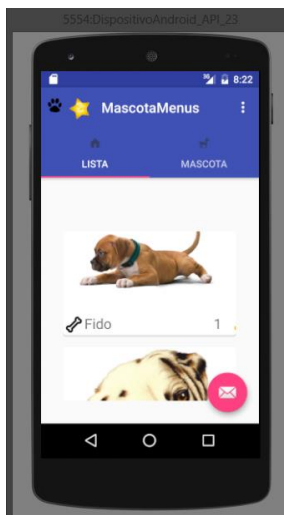 5554:DispositivoAndroid_API_23
8:22
MascotaMenus
LISTA
MASCOTA
Fido
1